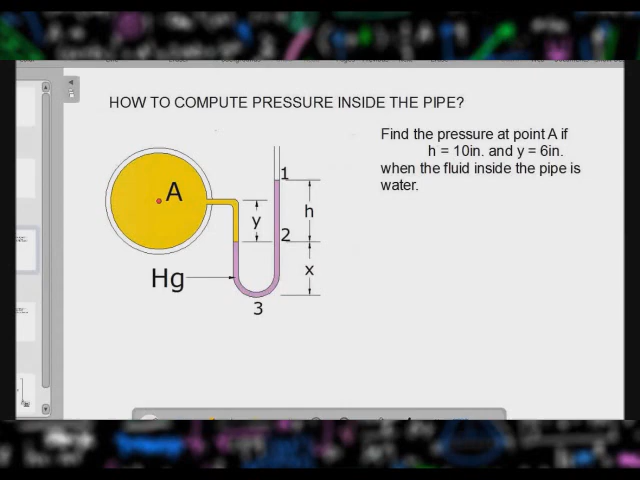 HOW TO COMPUTE PRESSURE INSIDE THE PIPE?
Find the pressure at point A if
h = 10in. and y = 6in.
when the fluid inside the pipe is
water.
A
1
y
h
2
Hg
x
3